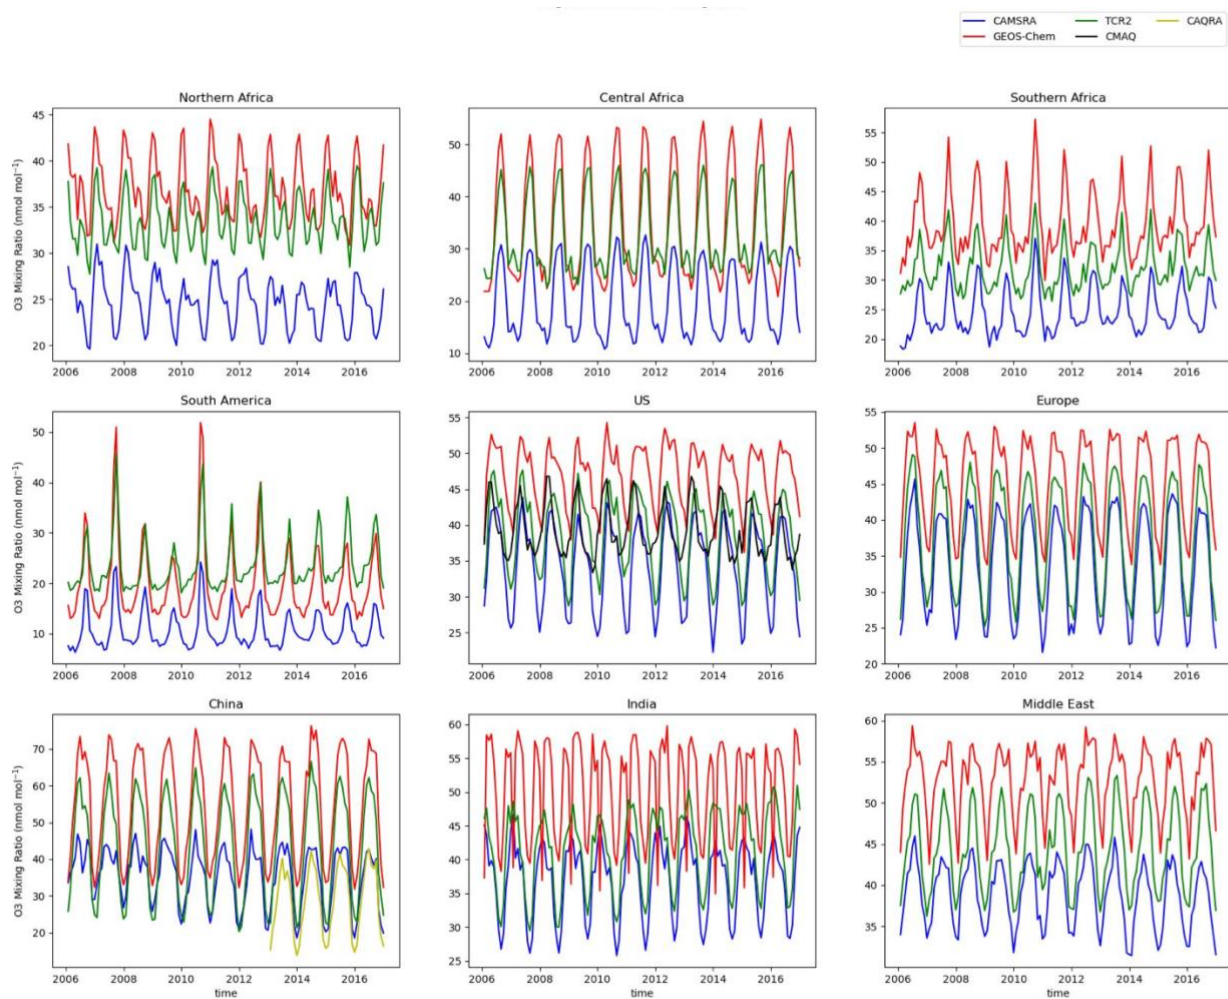 CAMSRA TCR2 CAQRA
GEOS-Chem CMAQ
Northern Africa
Central Africa
Southern Africa
O3 Mixing Ratio (nmol mol⁻¹)
45
40
35
30
25
20
2006 2008 2010 2012 2014 2016
50
40
30
20
10
2006 2008 2010 2012 2014 2016
55
50
45
40
35
30
25
20
2006 2008 2010 2012 2014 2016
South America
US
Europe
O3 Mixing Ratio (nmol mol⁻¹)
50
40
30
20
10
2006 2008 2010 2012 2014 2016
55
50
45
40
35
30
25
2006 2008 2010 2012 2014 2016
55
50
45
40
35
30
25
20
2006 2008 2010 2012 2014 2016
China
India
Middle East
O3 Mixing Ratio (nmol mol⁻¹)
70
60
50
40
30
20
2006 2008 2010 2012 2014 2016
time
60
55
50
45
40
35
30
25
2006 2008 2010 2012 2014 2016
time
60
55
50
45
40
35
2006 2008 2010 2012 2014 2016
time